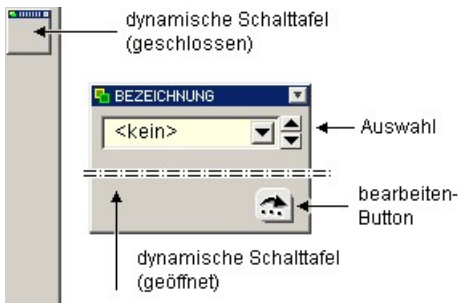 dynamische Schalttafel
(geschlossen)
BEZEICHNUNG
<kein>
Auswahl
bearbeiten-
Button
dynamische Schalttafel
(geöffnet)